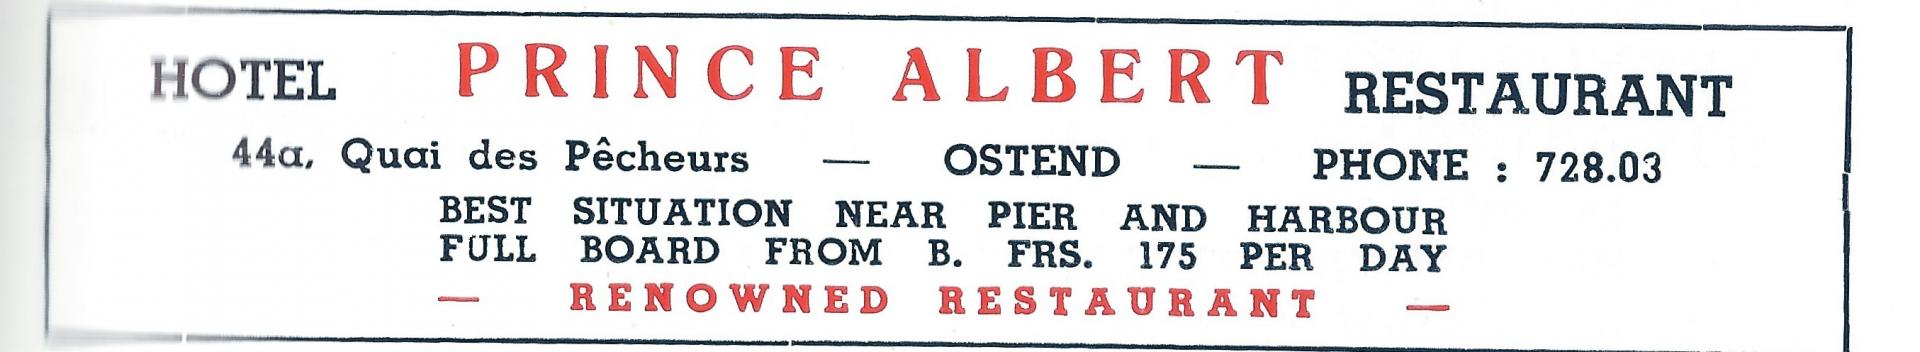 HOTEL PRINCE ALBERT RESTAURANT
44a, Quai des Pêcheurs — OSTEND — PHONE : 728.03
BEST SITUATION NEAR PIER AND HARBOUR
FULL BOARD FROM B. FRS. 175 PER DAY
— RENOWNED RESTAURANT —